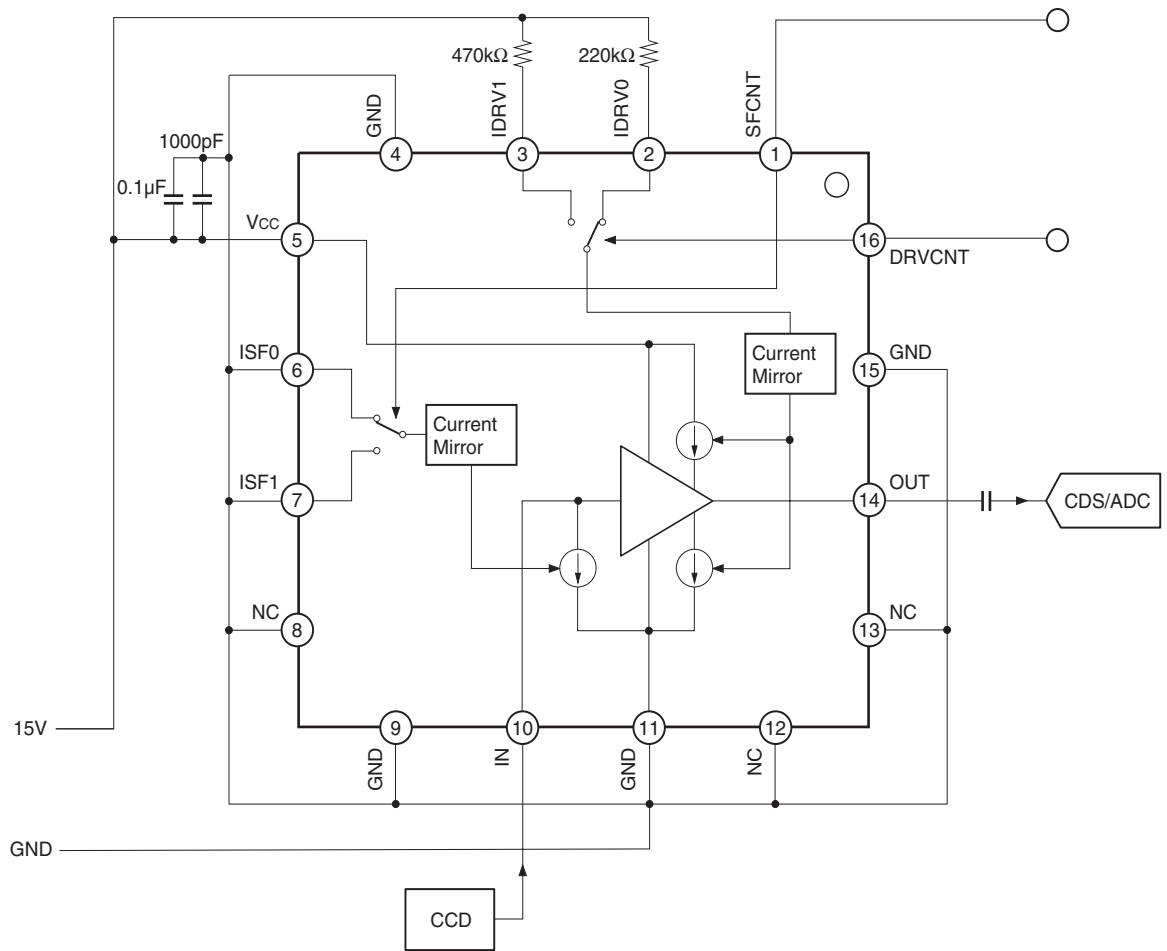 470kΩ
220kΩ
GND
IDRV1
IDRV0
SFCNT
4
3
2
1
1000pF
0.1µF
VCC
5
16
DRVCNT
ISF0
6
Current
Mirror
GND
15
Current
Mirror
ISF1
7
OUT
14
CDS/ADC
NC
8
NC
13
15V
9
10
11
12
GND
IN
GND
NC
GND
CCD